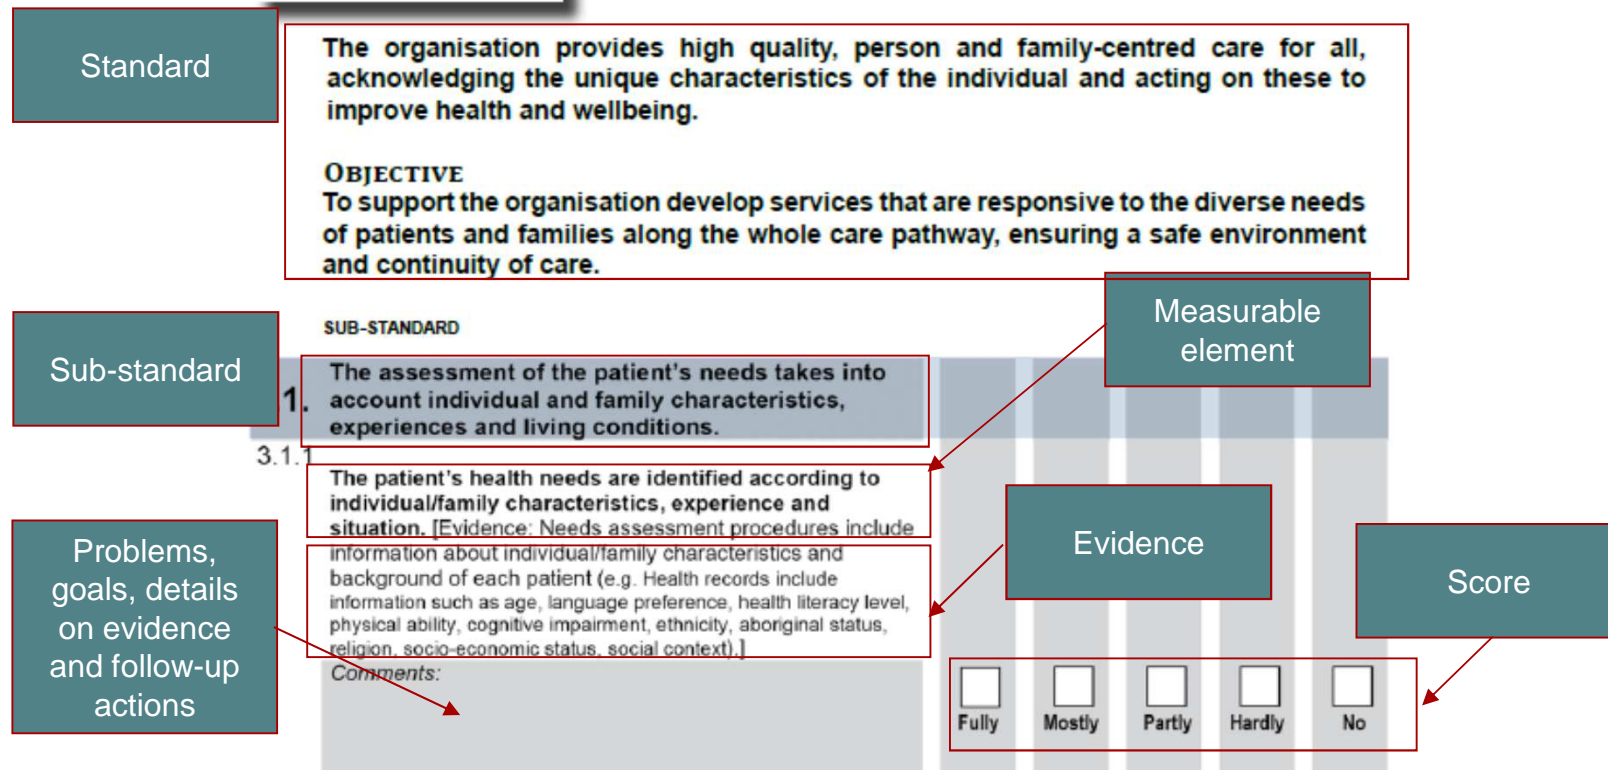 Standard
The organisation provides high quality, person and family-centred care for all,
acknowledging the unique characteristics of the individual and acting on these to
improve health and wellbeing.
OBJECTIVE
To support the organisation develop services that are responsive to the diverse needs
of patients and families along the whole care pathway, ensuring a safe environment
and continuity of care.
Measurable
element
SUB-STANDARD
Sub-standard
1.
The assessment of the patient's needs takes into
account individual and family characteristics,
experiences and living conditions.
3.1.1
The patient's health needs are identified according to
individual/family characteristics, experience and
situation. [Evidence: Needs assessment procedures include
information about individual/family characteristics and
background of each patient (e.g. Health records include
information such as age, language preference, health literacy level,
physical ability, cognitive impairment, ethnicity, aboriginal status,
religion, socio-economic status, social context).]
Evidence
Score
Problems,
goals, details
on evidence
and follow-up
actions
Comments:
Fully Mostly Partly Hardly No